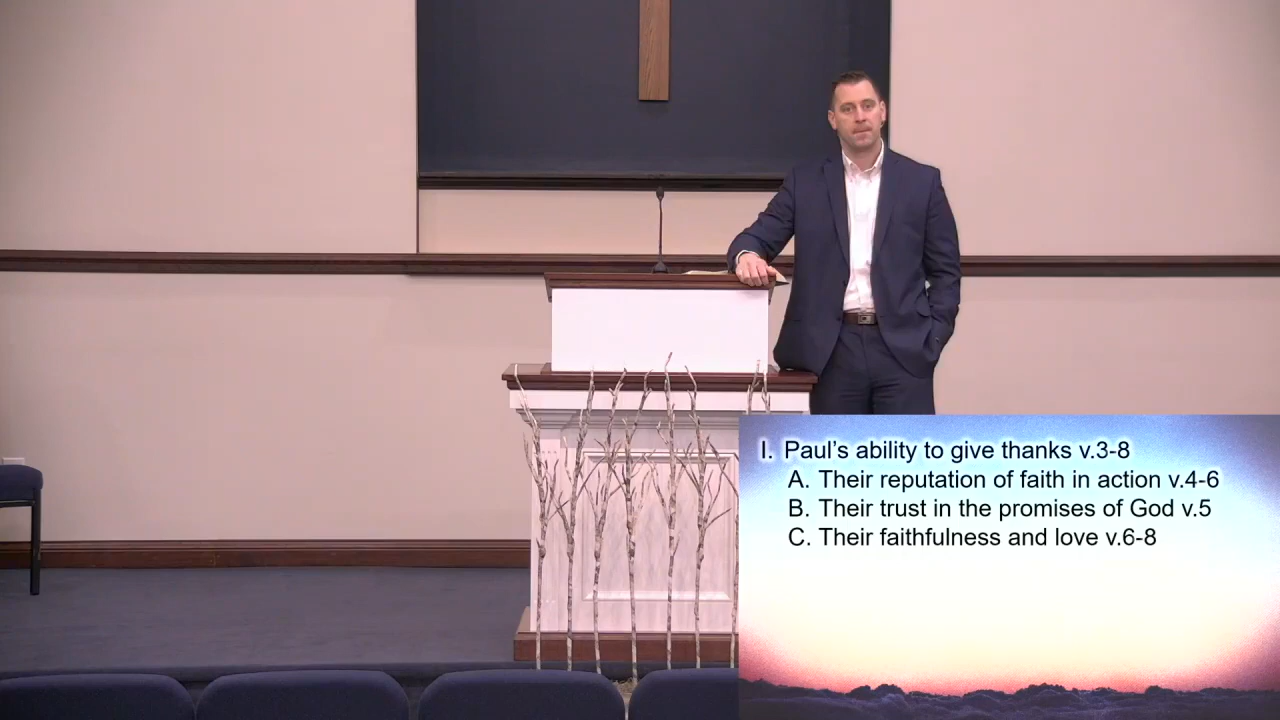 I. Paul’s ability to give thanks v.3-8
A. Their reputation of faith in action v.4-6
B. Their trust in the promises of God v.5
C. Their faithfulness and love v.6-8